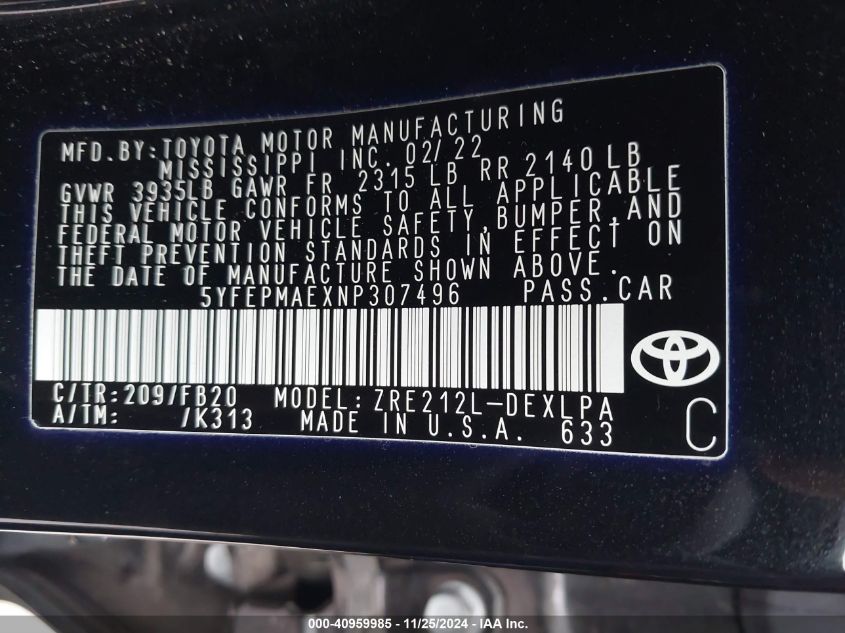 MFD.BY:TOYOTA MOTOR MANUFACTURING
MISSISSIPPI INC. 02/22
GVWR 3935LB GAWR FR 2315 LB RR 2140LB
THIS VEHICLE CONFORMS TO ALL APPLICABLE
FEDERAL MOTOR VEHICLE SAFETY,BUMPER,AND
THEFT PREVENTION STANDARDS IN EFFECT ON
THE DATE OF MANUFACTURE SHOWN ABOVE.
5YFEPMAEXNP307496 PASS.CAR
C/TR:209/FB20 MODEL:ZRE212L-DEXLPA
A/TM: /K313 MADE IN U.S.A. 633
C
000-40959985 - 11/25/2024 - IAA Inc.